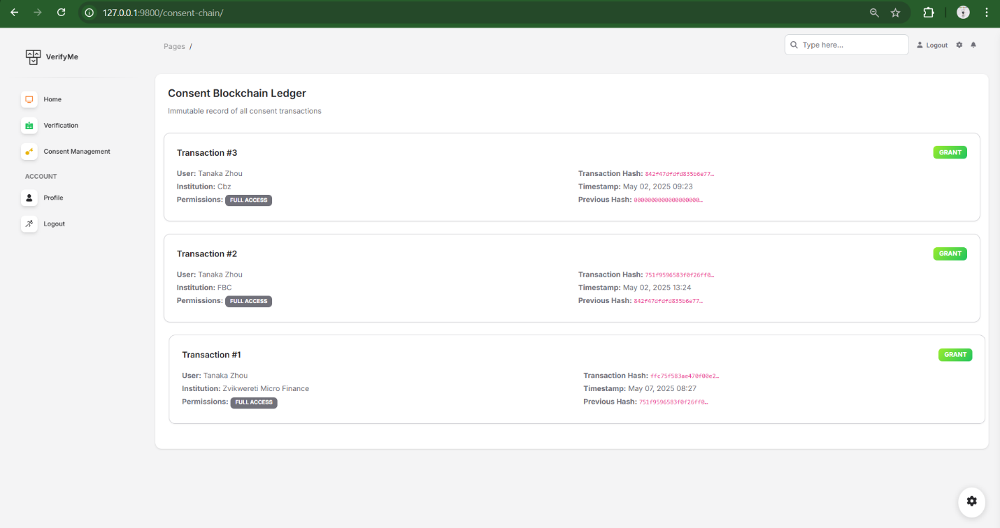 127.0.0.1:9800/consent-chain/
VerifyMe
Pages /
Type here...
Logout
Home
Verification
Consent Management
ACCOUNT
Profile
Logout
Consent Blockchain Ledger
Immutable record of all consent transactions
Transaction #3
GRANT
User: Tanaka Zhou
Institution: Cbz
Permissions: FULL ACCESS
Transaction Hash: 842f47dfdfd835b6e77…
Timestamp: May 02, 2025 09:23
Previous Hash: 0000000000000000000…
Transaction #2
GRANT
User: Tanaka Zhou
Institution: FBC
Permissions: FULL ACCESS
Transaction Hash: 751f9596583f0f26ff0…
Timestamp: May 02, 2025 13:24
Previous Hash: 842f47dfdfd835b6e77…
Transaction #1
GRANT
User: Tanaka Zhou
Institution: Zvikwereti Micro Finance
Permissions: FULL ACCESS
Transaction Hash: ffc75f583ae470f00e2…
Timestamp: May 07, 2025 08:27
Previous Hash: 751f9596583f0f26ff0…